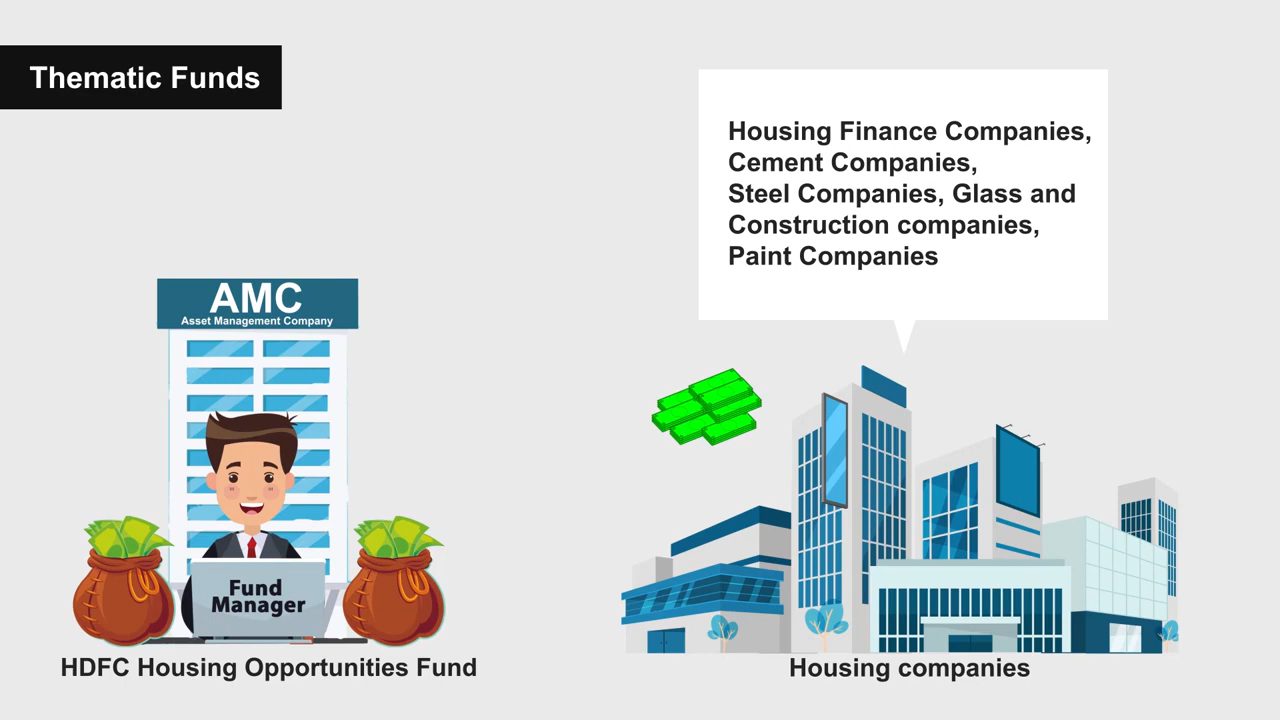 Thematic Funds
Housing Finance Companies,
Cement Companies,
Steel Companies, Glass and
Construction companies,
Paint Companies
AMC
Asset Management Company
Fund
Manager
HDFC Housing Opportunities Fund
Housing companies